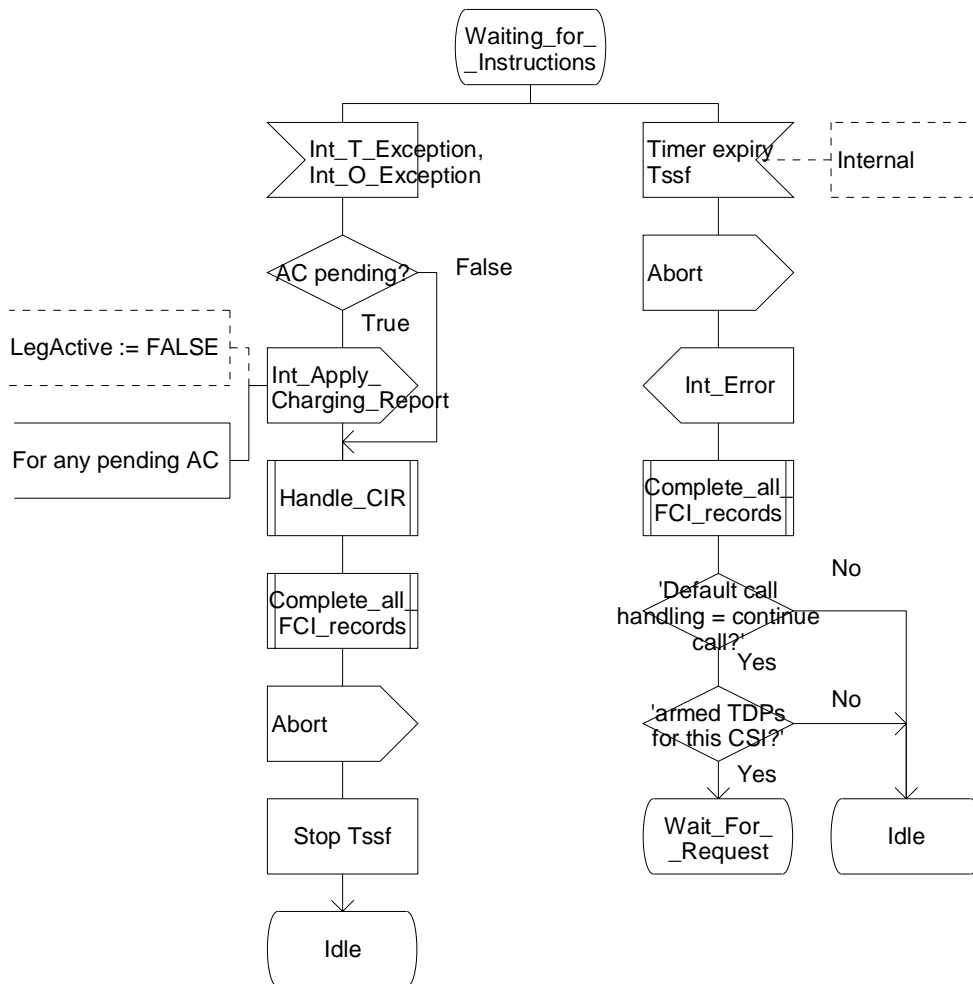 Waiting_for_
_Instructions
Int_T_Exception,
Int_O_Exception
Timer expiry
Tssf
Internal
AC pending?
False
True
Abort
LegActive := FALSE
Int_Apply_
Charging_Report
Int_Error
For any pending AC
Handle_CIR
Complete_all_
FCI_records
Complete_all_
FCI_records
'Default call
handling = continue
call?'
No
Yes
Abort
'armed TDPs
for this CSI?'
No
Yes
Stop Tssf
Wait_For_
_Request
Idle
Idle